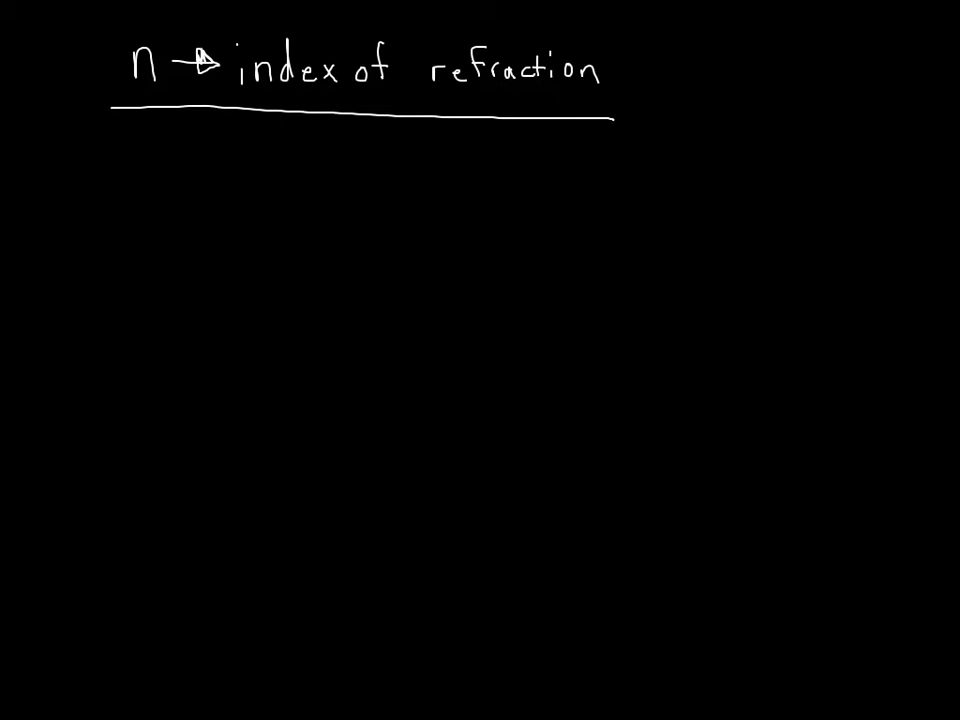 n → index of refraction